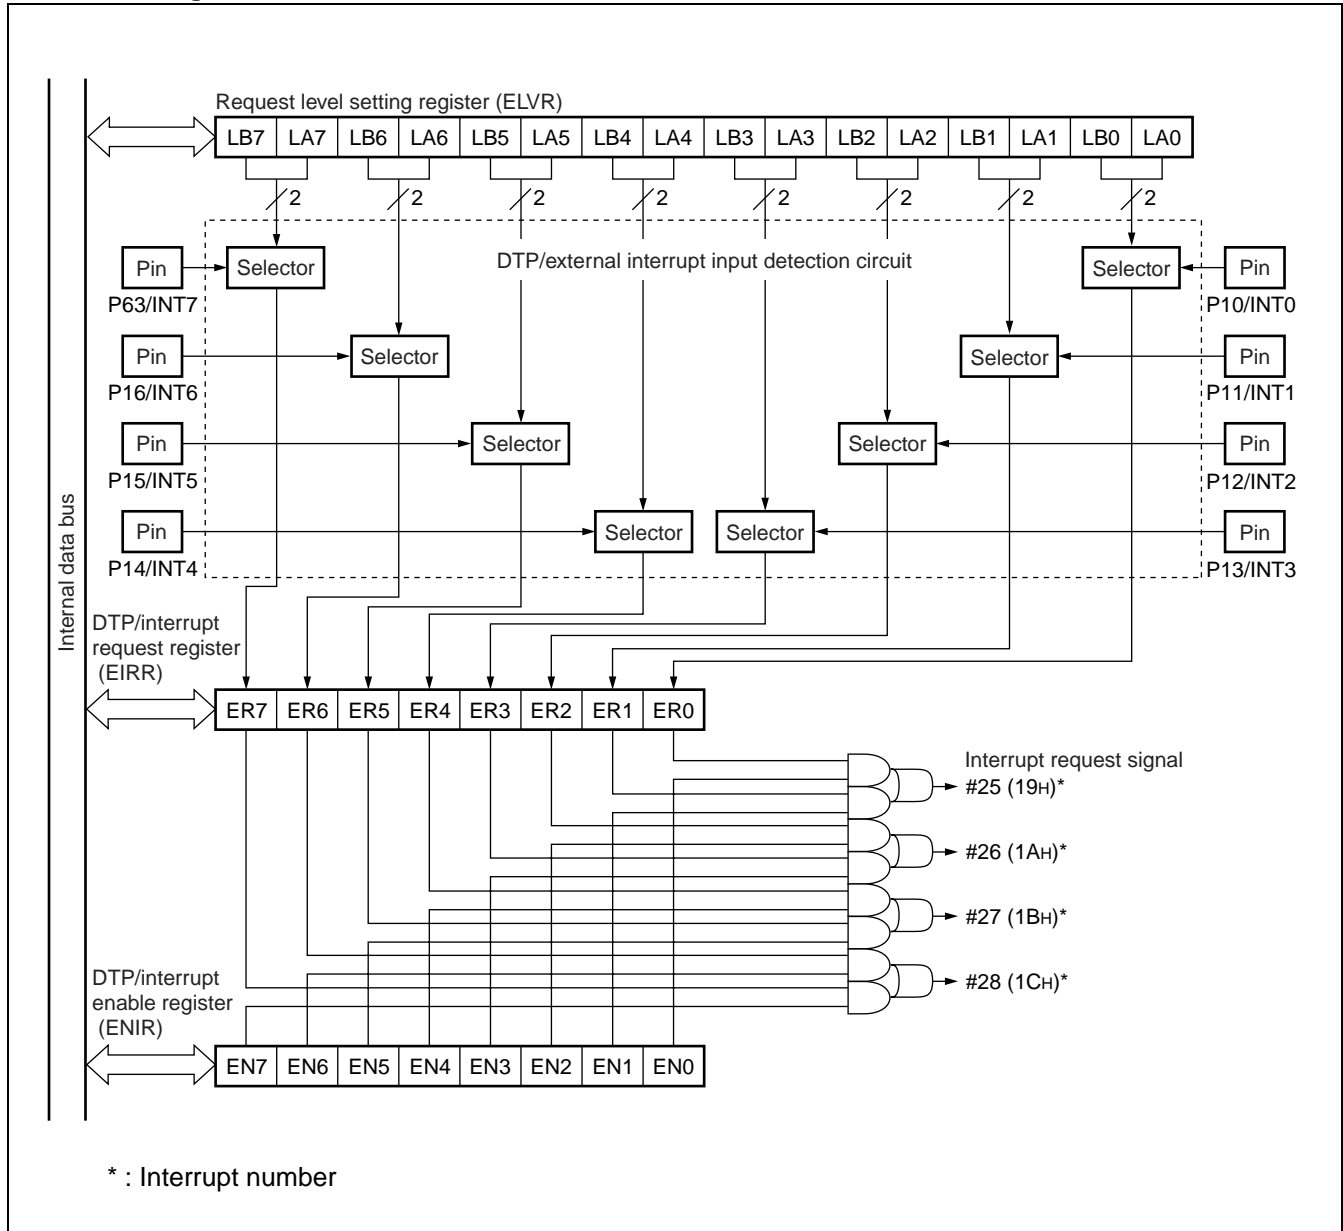 Request level setting register (ELVR)
LB7 LA7 LB6 LA6 LB5 LA5 LB4 LA4 LB3 LA3 LB2 LA2 LB1 LA1 LB0 LA0
2 2 2 2 2 2 2 2
DTP/external interrupt input detection circuit
Pin Selector Selector Pin
P63/INT7 P10/INT0
Pin Selector Selector Pin
P16/INT6 P11/INT1
Pin Selector Selector Pin
P15/INT5 P12/INT2
Pin Selector Selector Pin
P14/INT4 P13/INT3
Internal data bus
DTP/interrupt
request register
(EIRR)
ER7 ER6 ER5 ER4 ER3 ER2 ER1 ER0
Interrupt request signal
#25 (19H)*
#26 (1AH)*
#27 (1BH)*
#28 (1CH)*
DTP/interrupt
enable register
(ENIR)
EN7 EN6 EN5 EN4 EN3 EN2 EN1 EN0
* : Interrupt number